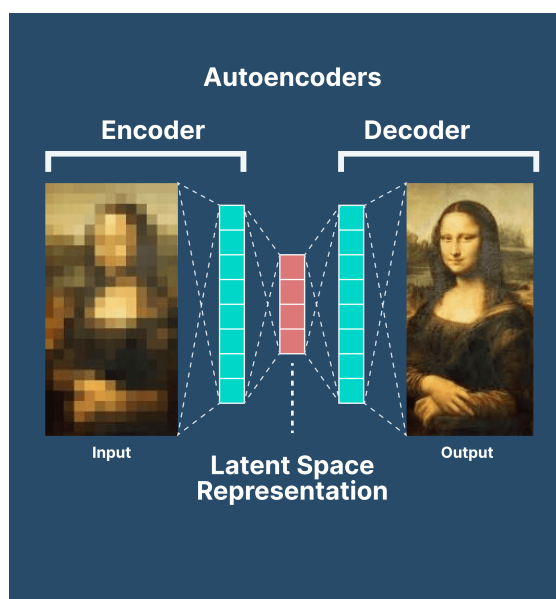 Autoencoders
Encoder
Decoder
Input
Output
Latent Space
Representation